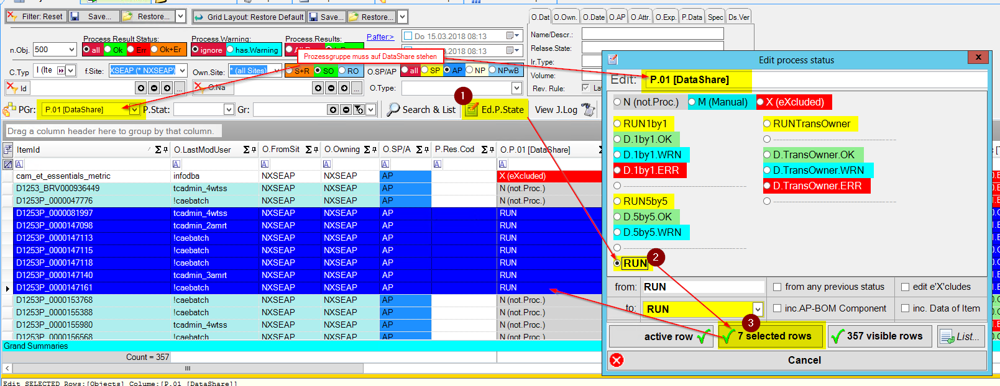 Filter: Reset
Save...
Restore...
Grid Layout: Restore Default
Save...
Restore...
O.Dat
O.Own.
O.Date
O.AP
O.Attr.
O.Exp.
P.Data
Spec
Ds.Ver
Process Result Status:
Process.Warning:
Process.Results:
P.after:>
Do 15.03.2018 08:13
Name/Descr.:
n.Obj.
500
all
Ok
Err
Ok+Er
ignore
has.Warning
.2018 08:13
Relase.State:
Prozessgruppe muss auf DataShare stehen
Ir.Type:
C.Typ
I (Ite
f.Site:
XSEAP (* NXSEAP)
Own.Site:
* (all Sites)
S+R
SO
RO
O.SP/AP
all
SP
AP
NP
NPwB
Volume:
Id
...
O.Na
...
O.Type:
Rev. Rule:
PGr:
P.01 [DataShare]
P.Stat:
Gr:
Search & List
1
Ed.P.State
View J.Log
Drag a column header here to group by that column.
ItemId
O.LastModUser
O.FromSit
O.Owning
O.SP/A
P.Res.Cod
O.P.01 [DataShare]
cam_et_essentials_metric infodba NXSEAP NXSEAP AP X (eXcluded)
D1253_BRV000936449 tcadmin_4wtss NXSEAP NXSEAP AP N (not.Proc.)
D1253P_0000047776 !caebatch NXSEAP NXSEAP AP N (not.Proc.)
D1253P_0000081997 tcadmin_4wtss NXSEAP NXSEAP AP RUN
D1253P_0000147098 tcadmin_2amrt NXSEAP NXSEAP AP RUN
D1253P_0000147113 !caebatch NXSEAP NXSEAP AP RUN
D1253P_0000147115 !caebatch NXSEAP NXSEAP AP RUN
D1253P_0000147118 !caebatch NXSEAP NXSEAP AP RUN
D1253P_0000147140 tcadmin_3amrt NXSEAP NXSEAP AP RUN
D1253P_0000147161 !caebatch NXSEAP NXSEAP AP RUN
D1253P_0000153768 !caebatch NXSEAP NXSEAP AP N (not.Proc.)
D1253P_0000155388 !caebatch NXSEAP NXSEAP AP N (not.Proc.)
D1253P_0000155980 tcadmin_4wtss NXSEAP NXSEAP AP N (not.Proc.)
D1253P_0000156568 !caebatch NXSEAP NXSEAP AP N (not.Proc.)
Grand Summaries
Count = 357
Edit SELECTED Rows:[Objects] Colume:[P.01 [DataShare]]
Edit process status
x
Edit:
P.01 [DataShare]
N (not.Proc.)
M (Manual)
X (eXcluded)
RUN1by1
RUNTransOwner
D.1by1.OK
D.1by1.WRN
D.TransOwner.OK
D.1by1.ERR
D.TransOwner.WRN
D.TransOwner.ERR
RUN5by5
D.5by5.OK
D.5by5.WRN
RUN
2
from:
RUN
from any previous status
edit e'X'cludes
to:
RUN
inc.AP-BOM Component
inc. Data of Item
3
active row
7 selected rows
357 visible rows
List...
Cancel